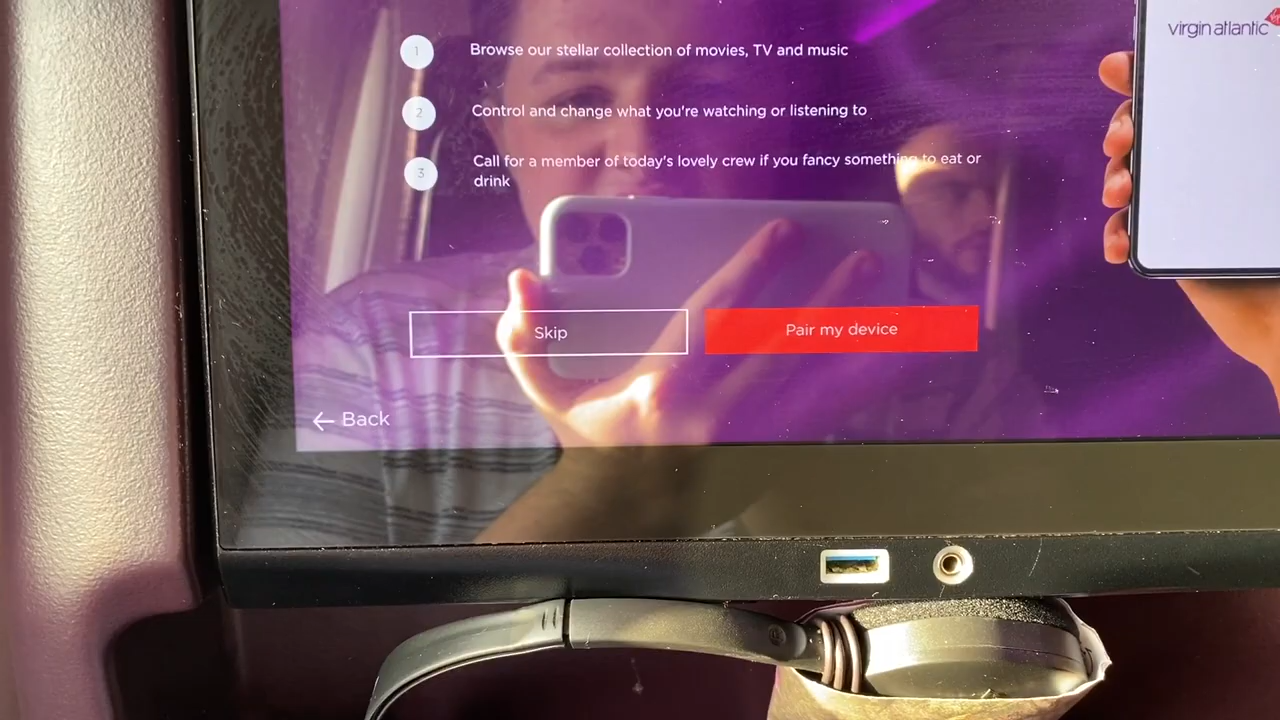 virgin atlantic
1 Browse our stellar collection of movies, TV and music
2 Control and change what you're watching or listening to
3 Call for a member of today's lovely crew if you fancy something to eat or
drink
Skip
Pair my device
← Back